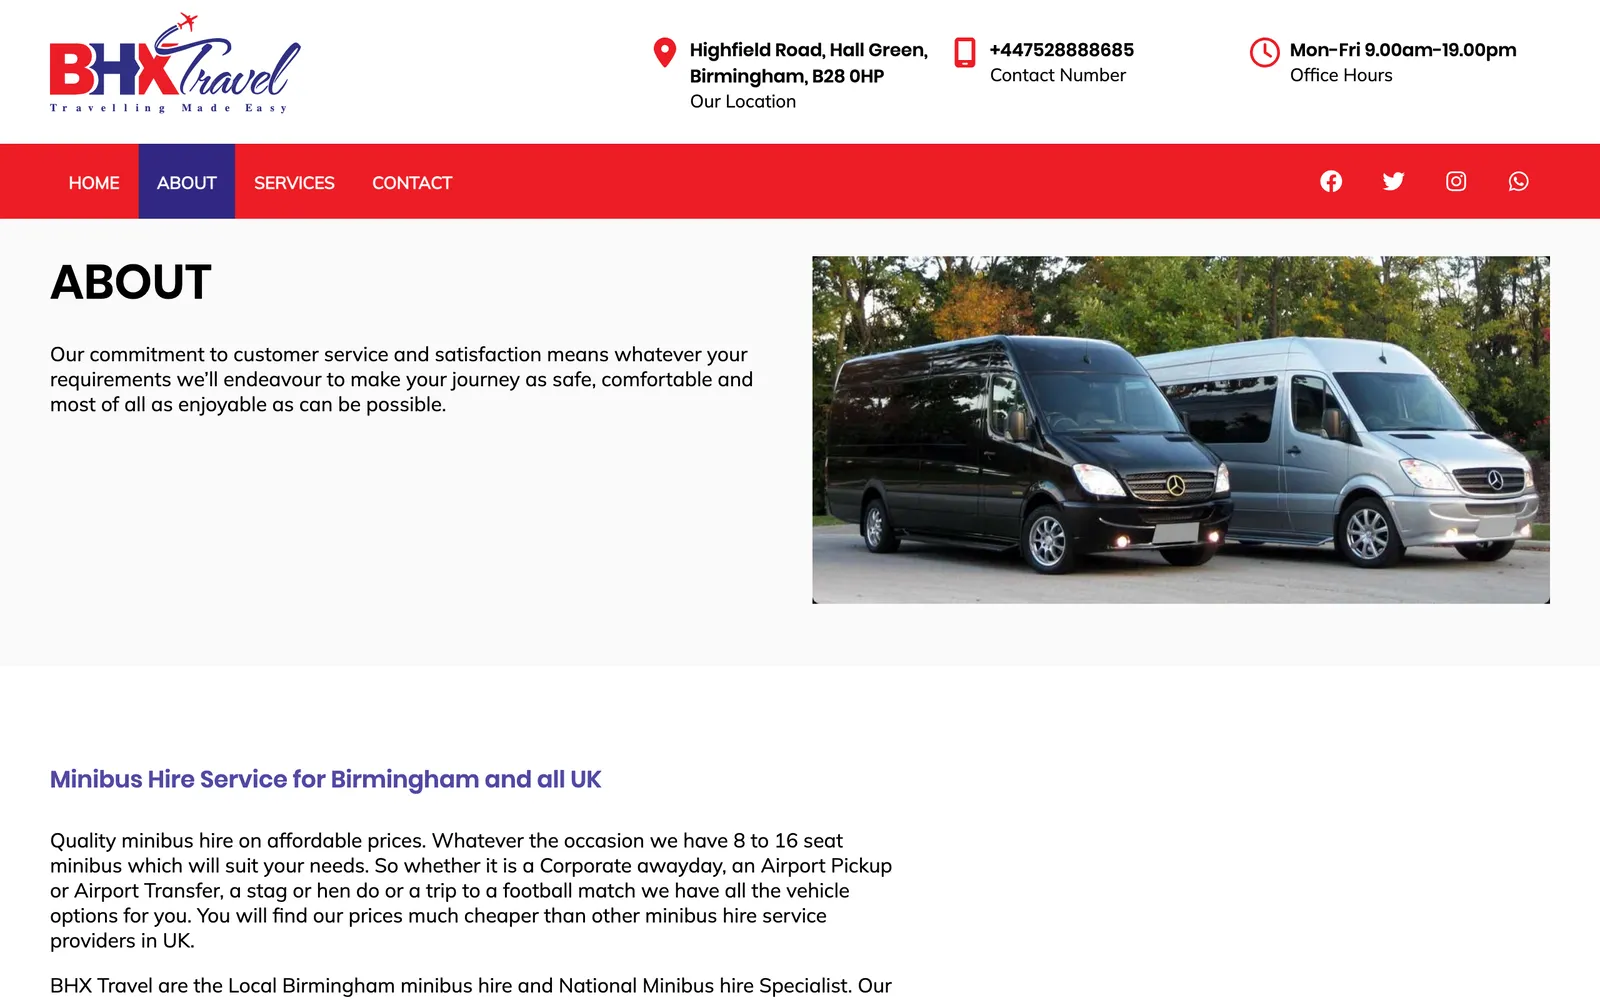 BHX Travel
Travelling Made Easy
Highfield Road, Hall Green,
Birmingham, B28 0HP
Our Location
+447528888685
Contact Number
Mon-Fri 9.00am-19.00pm
Office Hours
HOME
ABOUT
SERVICES
CONTACT
ABOUT
Our commitment to customer service and satisfaction means whatever your
requirements we’ll endeavour to make your journey as safe, comfortable and
most of all as enjoyable as can be possible.
Minibus Hire Service for Birmingham and all UK
Quality minibus hire on affordable prices. Whatever the occasion we have 8 to 16 seat
minibus which will suit your needs. So whether it is a Corporate awayday, an Airport Pickup
or Airport Transfer, a stag or hen do or a trip to a football match we have all the vehicle
options for you. You will find our prices much cheaper than other minibus hire service
providers in UK.
BHX Travel are the Local Birmingham minibus hire and National Minibus hire Specialist. Our